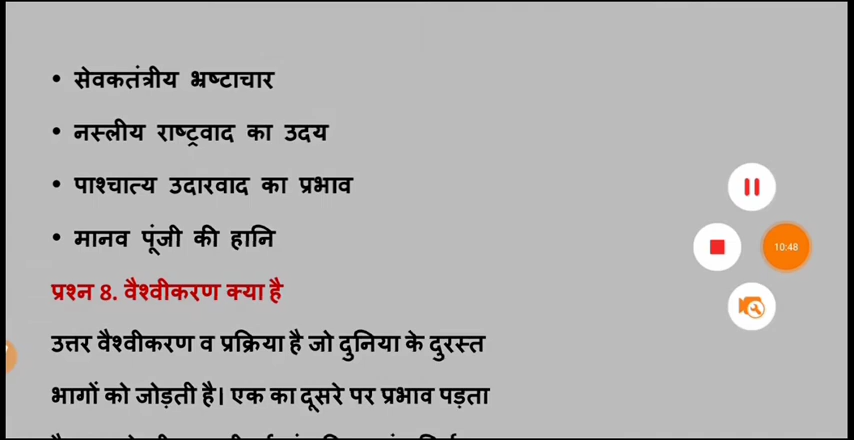 • सेवकतंत्रीय भ्रष्टाचार
• नस्लीय राष्ट्रवाद का उदय
• पाश्चात्य उदारवाद का प्रभाव
• मानव पूंजी की हानि
प्रश्न 8. वैश्वीकरण क्या है
उत्तर वैश्वीकरण व प्रक्रिया है जो दुनिया के दुरस्त
भागों को जोड़ती है। एक का दूसरे पर प्रभाव पड़ता
10:48